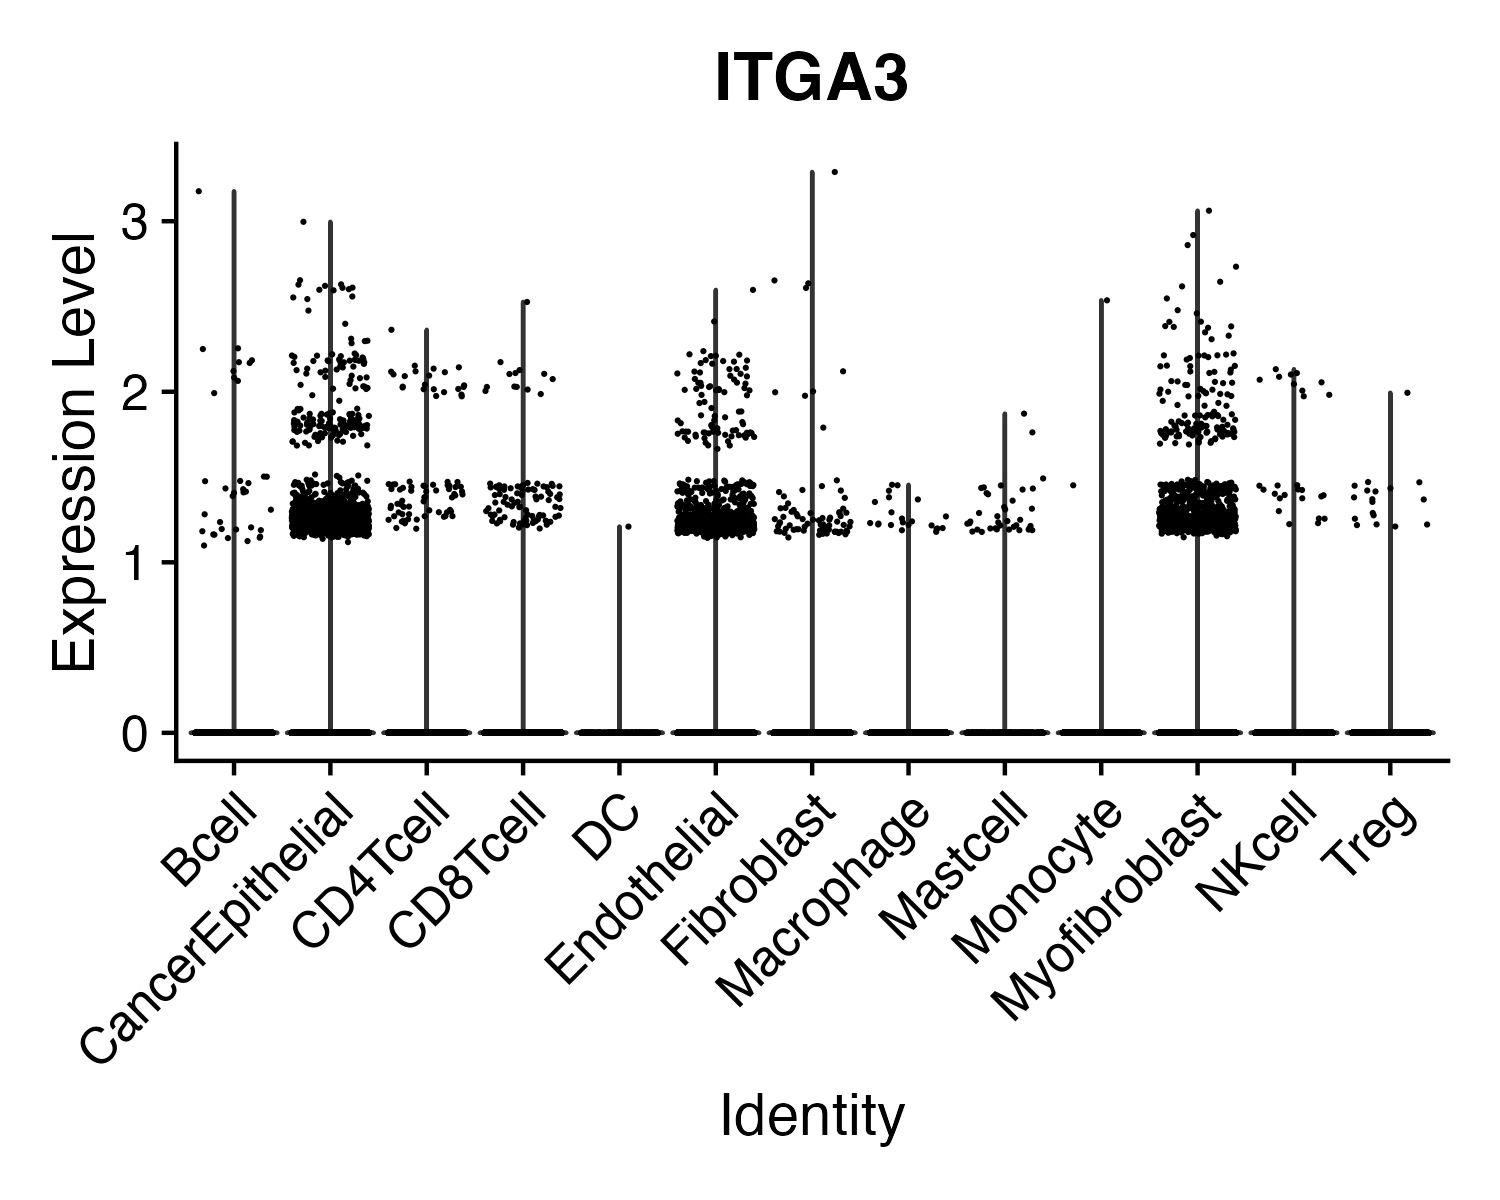 ITGA3
Expression Level
3
2
1
0
Bcell
CancerEpithelial
CD4Tcell
CD8Tcell
DC
Endothelial
Fibroblast
Macrophage
Mastcell
Monocyte
Myofibroblast
NKcell
Treg
Identity